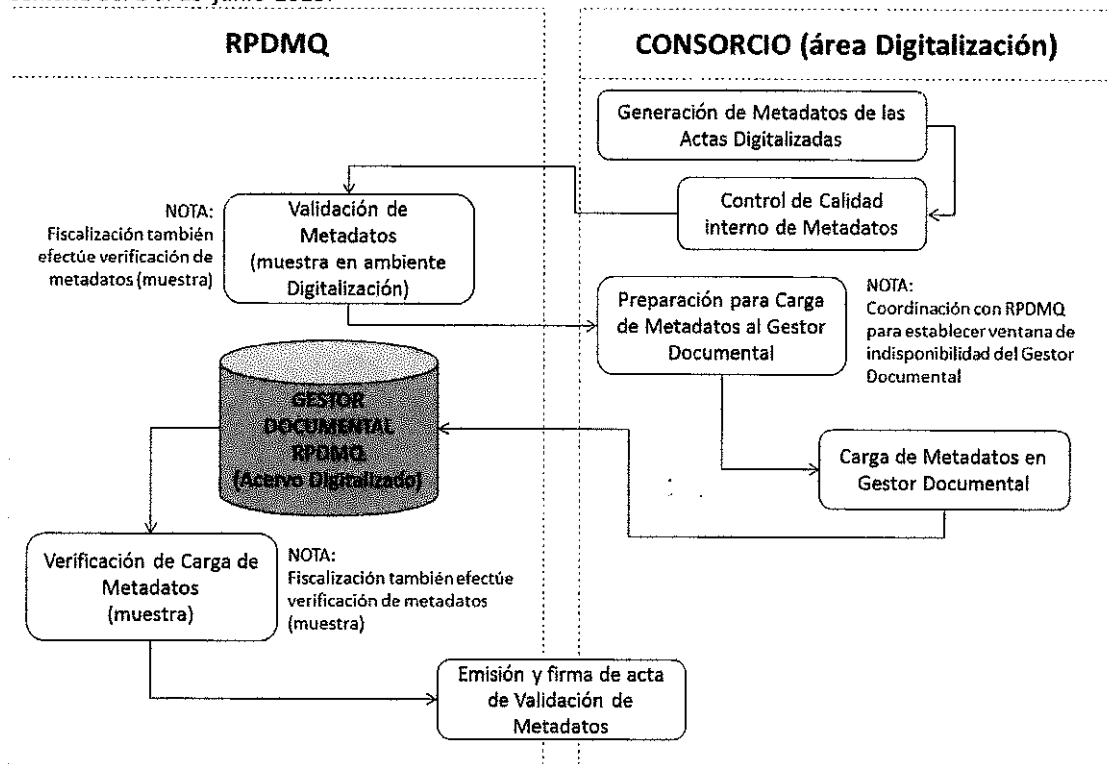 RPDMQ
CONSORCIO (área Digitalización)
Generación de Metadatos de las
Actas Digitalizadas
Control de Calidad
interno de Metadatos
NOTA:
Fiscalización también
efectúe verificación de
metadatos (muestra)
Validación de
Metadatos
(muestra en ambiente
Digitalización)
Preparación para Carga
de Metadatos al Gestor
Documental
NOTA:
Coordinación con RPDMQ
para establecer ventana de
indisponibilidad del Gestor
Documental
GESTOR
DOCUMENTAL
RPDMQ
(Acervo Digitalizado)
Carga de Metadatos en
Gestor Documental
Verificación de Carga de
Metadatos
(muestra)
NOTA:
Fiscalización también efectúe
verificación de metadatos
(muestra)
Emisión y firma de acta
de Validación de
Metadatos